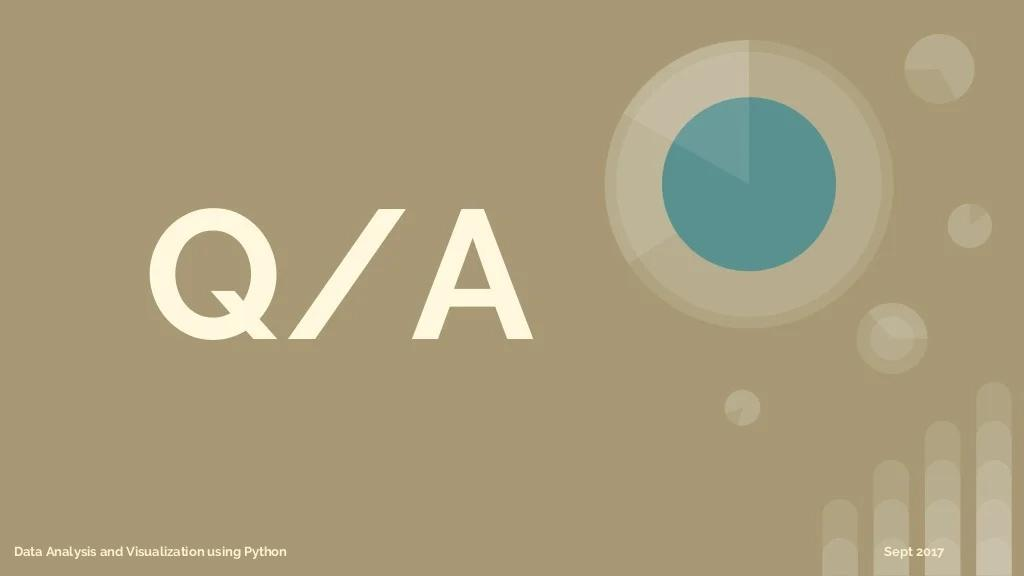 Q/A
Data Analysis and Visualization using Python
Sept 2017